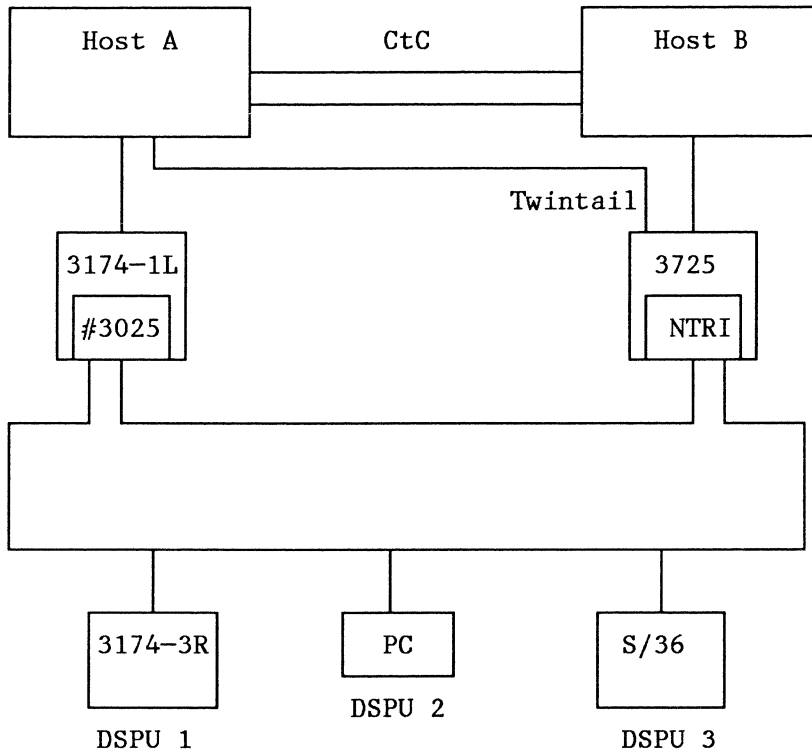 Host A
CtC
Host B
Twintail
3174-1L
3725
#3025
NTRI
3174-3R
PC
S/36
DSPU 1
DSPU 2
DSPU 3